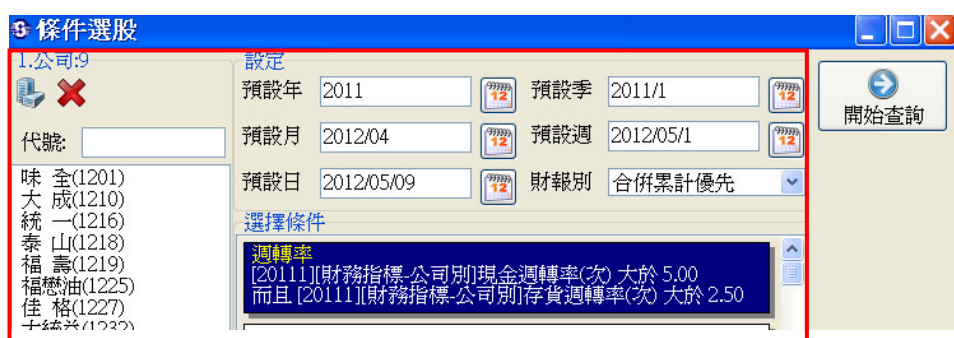 條件選股
1.公司:9
代號:
味 全(1201)
大 成(1210)
統 一(1216)
泰 山(1218)
福 壽(1219)
福懋油(1225)
佳 格(1227)
大統益(1232)
設定
預設年 2011 預設季 2011/1
預設月 2012/04 預設週 2012/05/1
預設日 2012/05/09 財報別 合併累計優先
選擇條件
週轉率
[20111][財務指標-公司別]現金週轉率(次) 大於 5.00
而且 [20111][財務指標-公司別]存貨週轉率(次) 大於 2.50
開始查詢